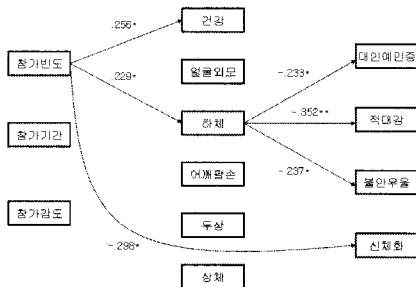 .256*
건강
참가빈도
얼굴외모
대인예민증
.229*
-.233*
참가기간
하체
-.352**
적대감
어깨팔손
-.237*
불안우울
참가강도
두상
-.298*
신체화
상체